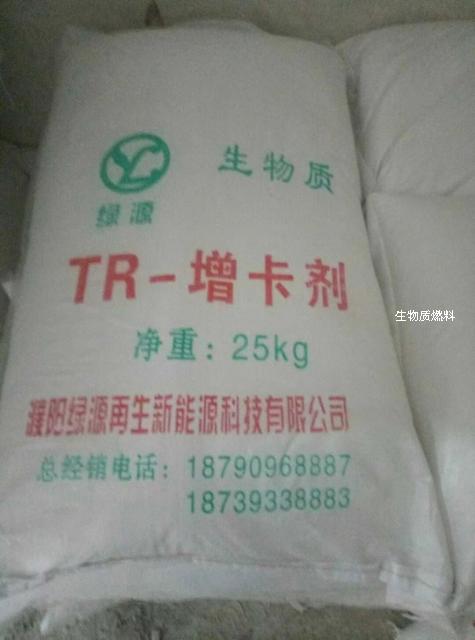 绿源
生物质
TR-增卡剂
净重：25kg
濮阳绿源再生新能源科技有限公司
总经销电话：18790968887
18739338883
生物质燃料